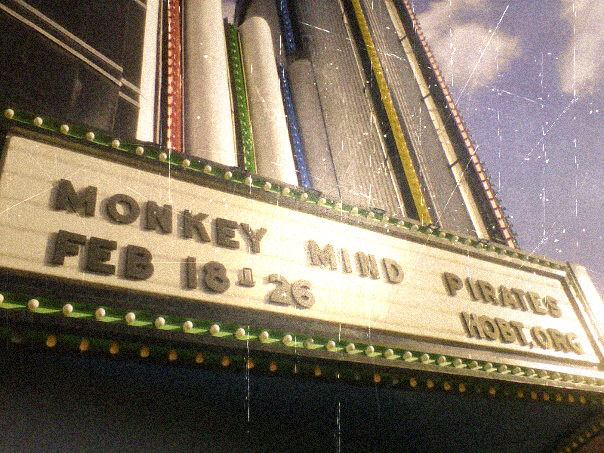 MONKEY MIND PIRATES
FEB 18-26 HOBT.ORG